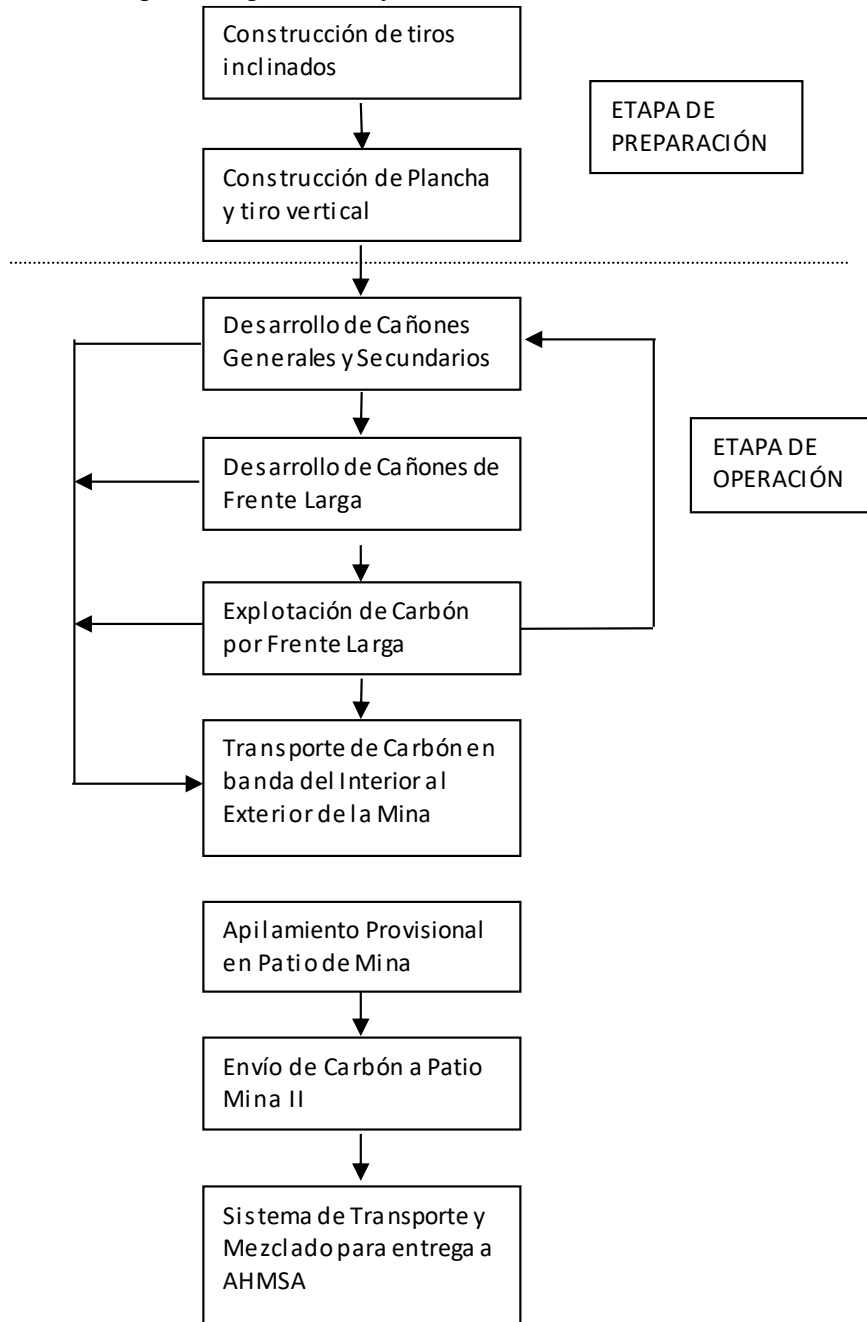 Construcción de tiros
inclinados
ETAPA DE
PREPARACIÓN
Construcción de Plancha
y tiro vertical
Desarrollo de Cañones
Generales y Secundarios
Desarrollo de Cañones de
Frente Larga
ETAPA DE
OPERACIÓN
Explotación de Carbón
por Frente Larga
Transporte de Carbón en
banda del Interior al
Exterior de la Mina
Apilamiento Provisional
en Patio de Mina
Envío de Carbón a Patio
Mina II
Sistema de Transporte y
Mezclado para entrega a
AHMSA